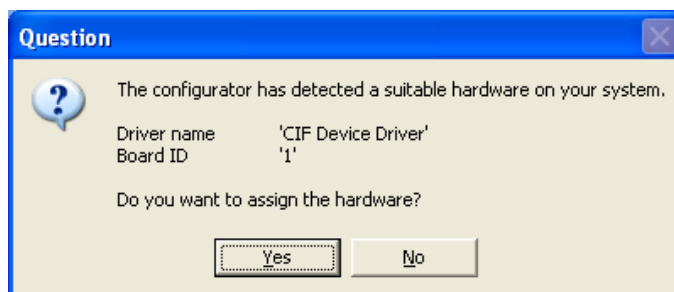 Question
The configurator has detected a suitable hardware on your system.
Driver name 'CIF Device Driver'
Board ID '1'
Do you want to assign the hardware?
Yes No